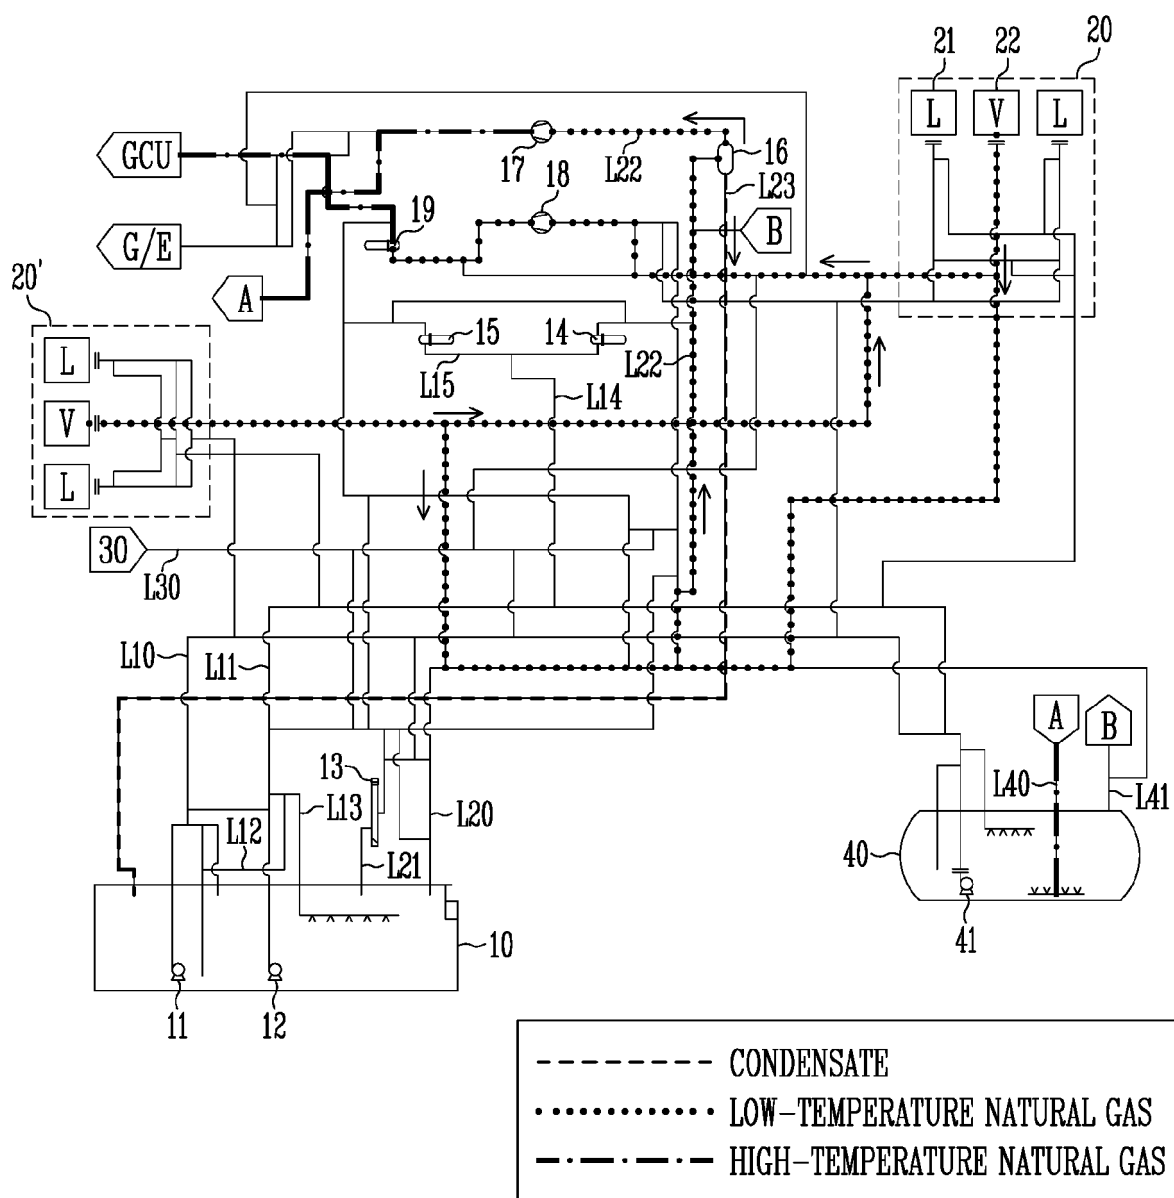 21
22
20
L
V
L
GCU
17
L22
16
18
L23
19
B
G/E
A
20'
15
14
L
L22
L15
L14
V
L
30
L30
L10
L11
A
B
13
L13
L20
L40
L41
L12
L21
40
10
41
11
12
CONDENSATE
LOW-TEMPERATURE NATURAL GAS
HIGH-TEMPERATURE NATURAL GAS